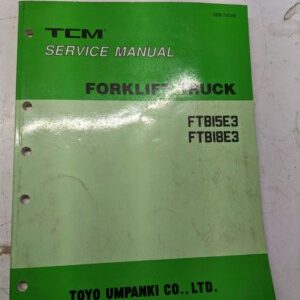 TCM
SERVICE MANUAL
FORKLIFT TRUCK
FTB15E3
FTB18E3
TOYO UMPANKI CO., LTD.